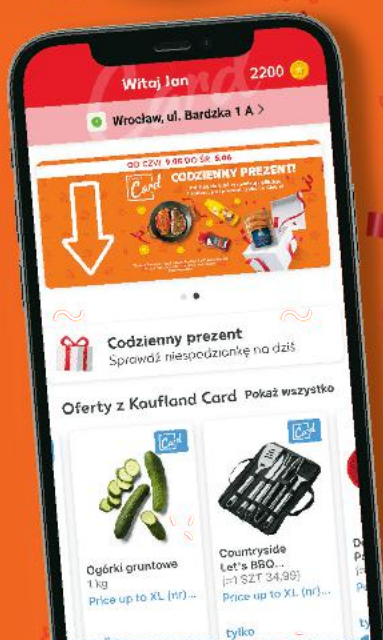 Witaj Jan
2200
Wrocław, ul. Bardzka 1 A >
Card
CODZIENNY PREZENT!
Codzienny prezent
Sprawdź niespodziankę na dziś
Oferty z Kaufland Card Pokaż wszystko
Card
Card
Ogórki gruntowe
1 kg
Price up to XL (nr)...
Countryside
Let's BBQ...
(=1 SZT 34,99)
Price up to XL (nr)...
tylko